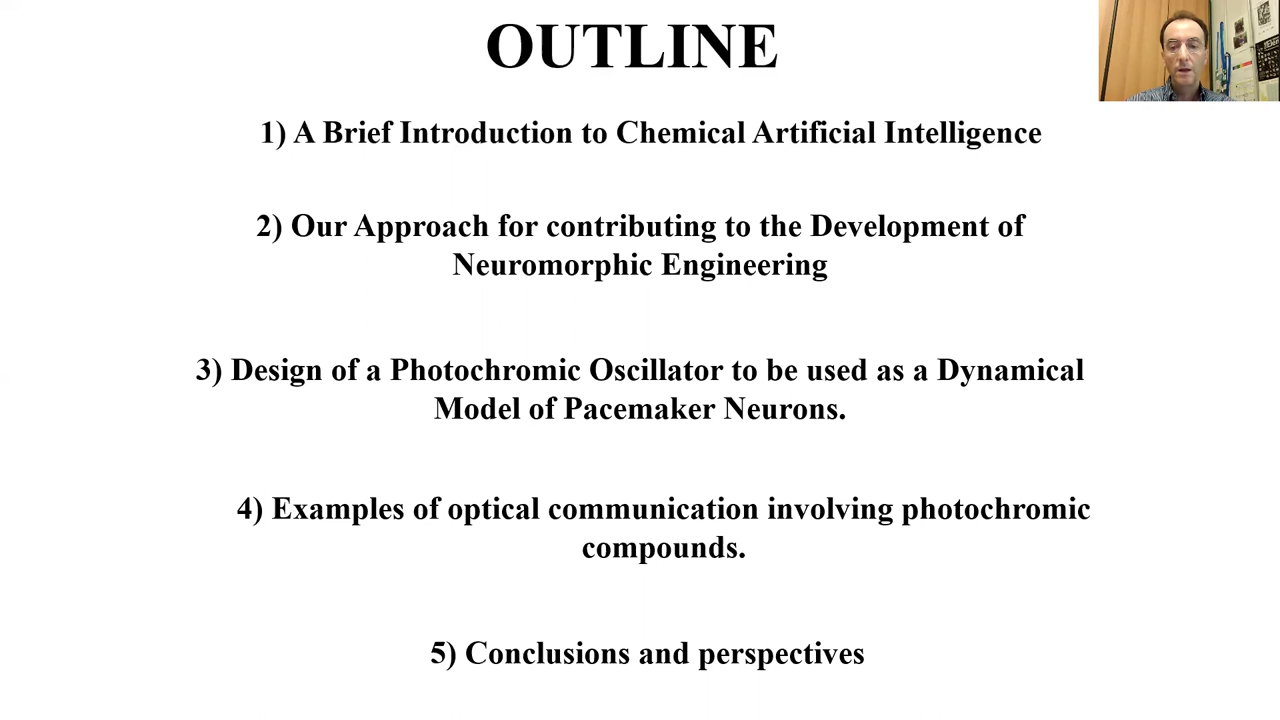 OUTLINE
1) A Brief Introduction to Chemical Artificial Intelligence
2) Our Approach for contributing to the Development of
Neuromorphic Engineering
3) Design of a Photochromic Oscillator to be used as a Dynamical
Model of Pacemaker Neurons.
4) Examples of optical communication involving photochromic
compounds.
5) Conclusions and perspectives